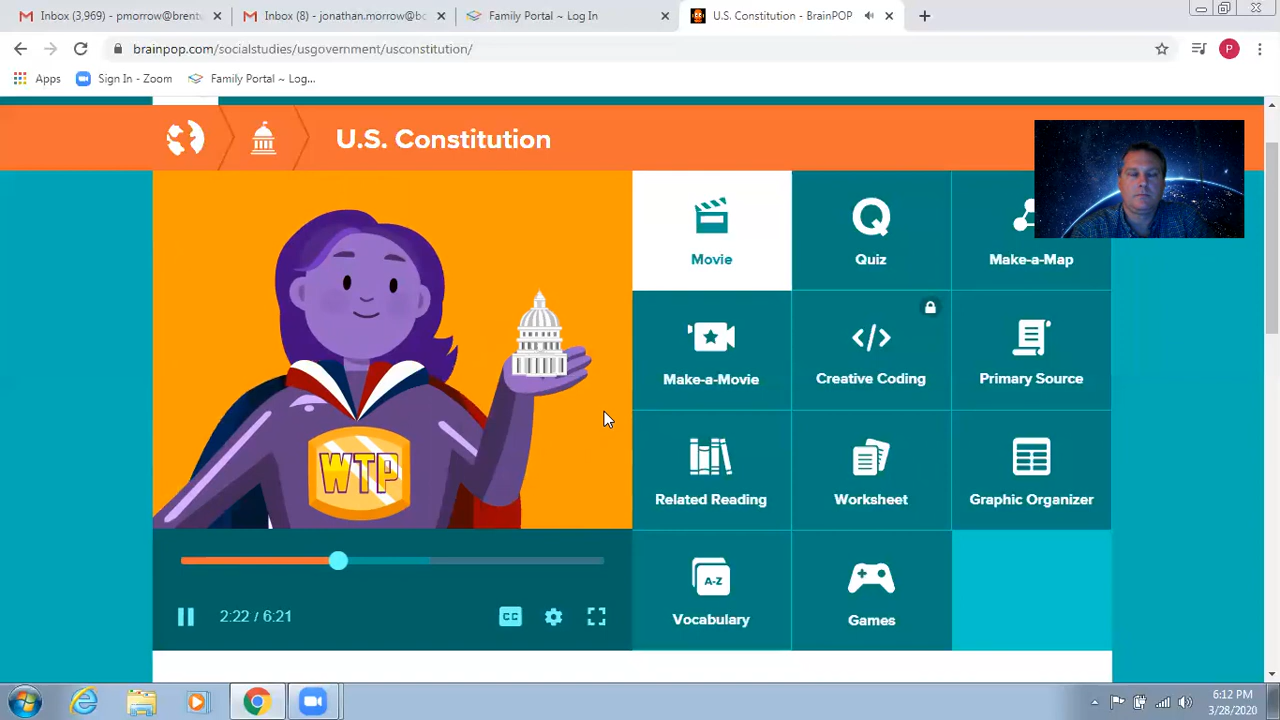 Inbox (3,969) - pmorrow@brent
Inbox (8) - jonathan.morrow@b
Family Portal ~ Log In
U.S. Constitution - BrainPOP
brainpop.com/socialstudies/usgovernment/usconstitution/
P
Apps
Sign In - Zoom
Family Portal ~ Log...
U.S. Constitution
Movie
Q
Quiz
Make-a-Map
Make-a-Movie
</>
Creative Coding
Primary Source
WTP
Related Reading
Worksheet
Graphic Organizer
A-Z
Vocabulary
Games
2:22 / 6:21
CC
6:12 PM
3/28/2020